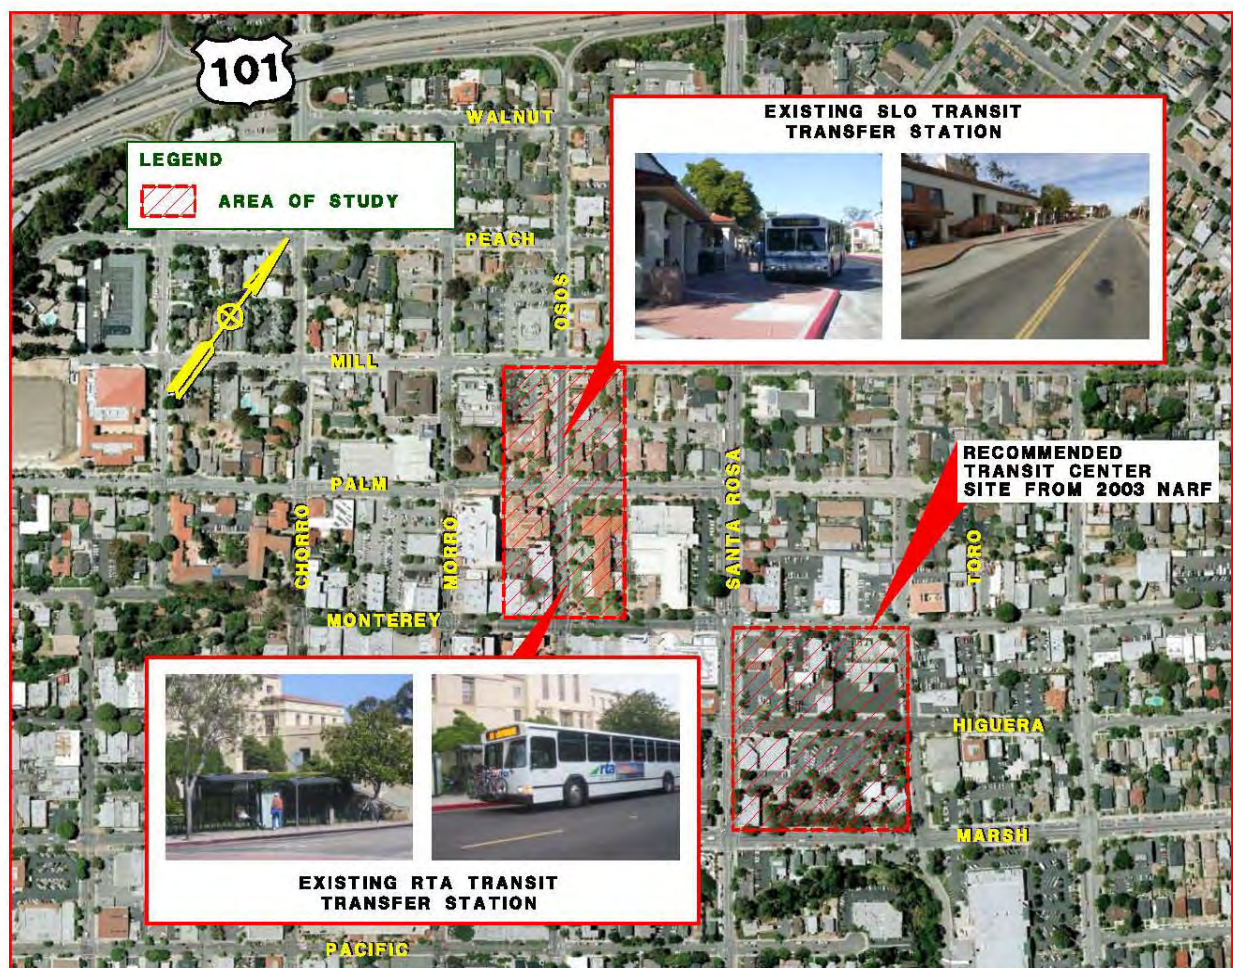 101
WALNUT
EXISTING SLO TRANSIT
TRANSFER STATION
LEGEND
AREA OF STUDY
PEACH
OSOS
MILL
RECOMMENDED
TRANSIT CENTER
SITE FROM 2003 NARF
PALM
SANTA ROSA
CHORRO
MORRO
TORO
MONTEREY
HIGUERA
rta
MARSH
EXISTING RTA TRANSIT
TRANSFER STATION
PACIFIC